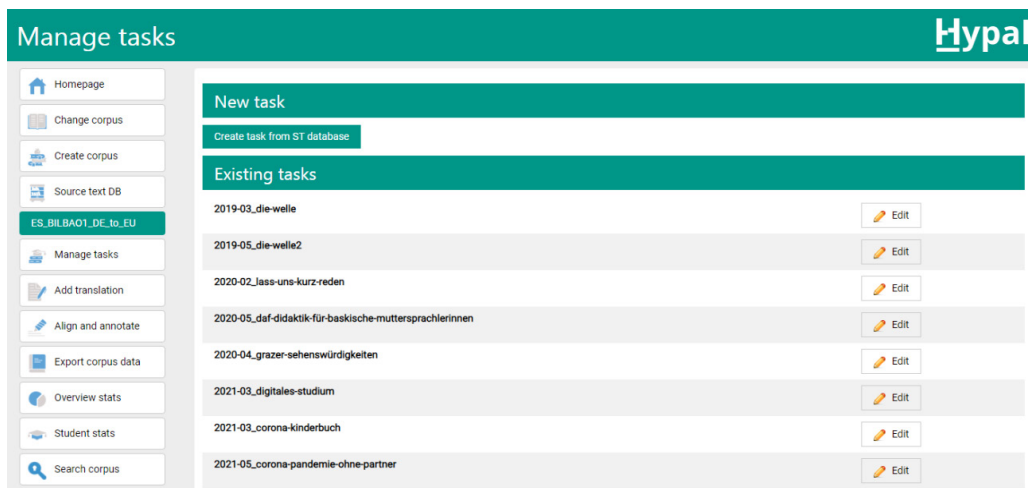 Manage tasks
Hypal
Homepage
Change corpus
Create corpus
Source text DB
ES_BILBAO1_DE_to_EU
Manage tasks
Add translation
Align and annotate
Export corpus data
Overview stats
Student stats
Search corpus
New task
Create task from ST database
Existing tasks
2019-03_die-welle Edit
2019-05_die-welle2 Edit
2020-02_lass-uns-kurz-reden Edit
2020-05_daf-didaktik-für-baskische-muttersprachlerinnen Edit
2020-04_grazer-sehenswürdigkeiten Edit
2021-03_digitales-studium Edit
2021-03_corona-kinderbuch Edit
2021-05_corona-pandemie-ohne-partner Edit